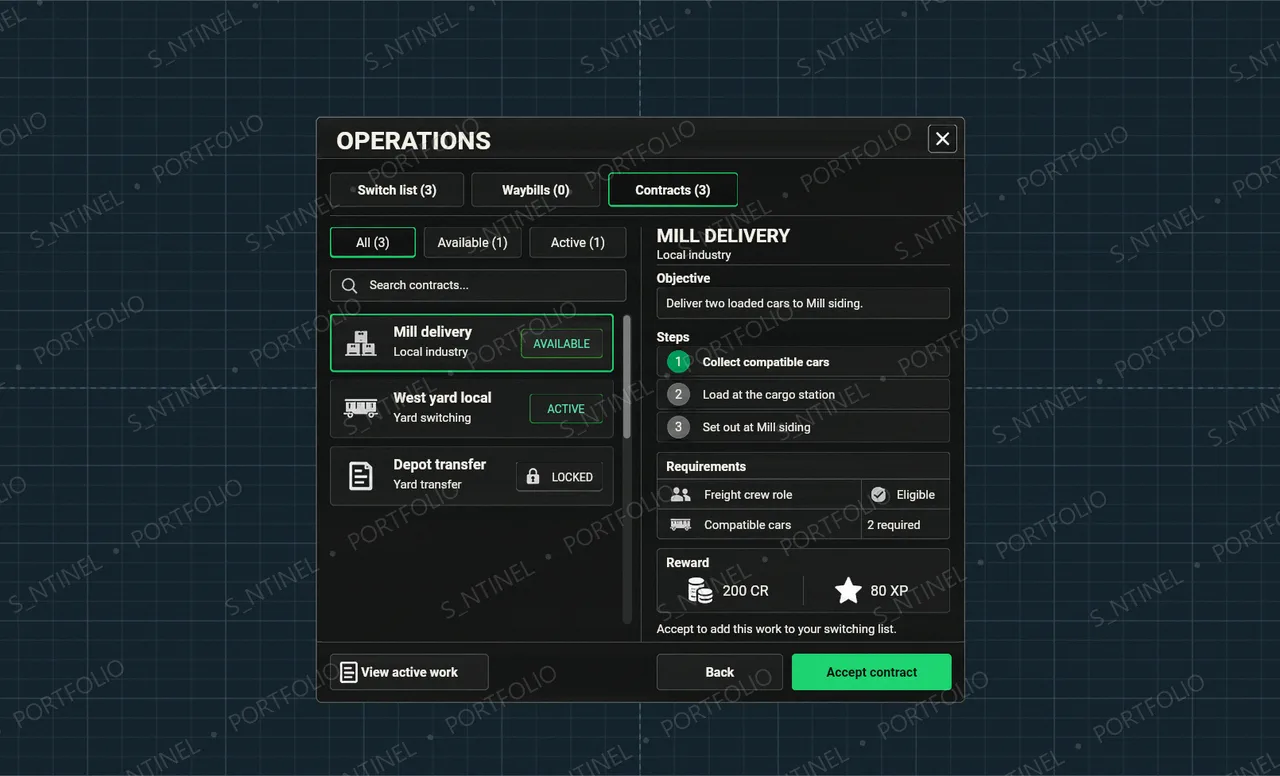 OPERATIONS
Switch list (3)
Waybills (0)
Contracts (3)
All (3)
Available (1)
Active (1)
Search contracts...
Mill delivery
Local industry
AVAILABLE
West yard local
Yard switching
ACTIVE
Depot transfer
Yard transfer
LOCKED
MILL DELIVERY
Local industry
Objective
Deliver two loaded cars to Mill siding.
Steps
1 Collect compatible cars
2 Load at the cargo station
3 Set out at Mill siding
Requirements
Freight crew role
Eligible
Compatible cars
2 required
Reward
200 CR
80 XP
Accept to add this work to your switching list.
View active work
Back
Accept contract
S_NTINEL • PORTFOLIO